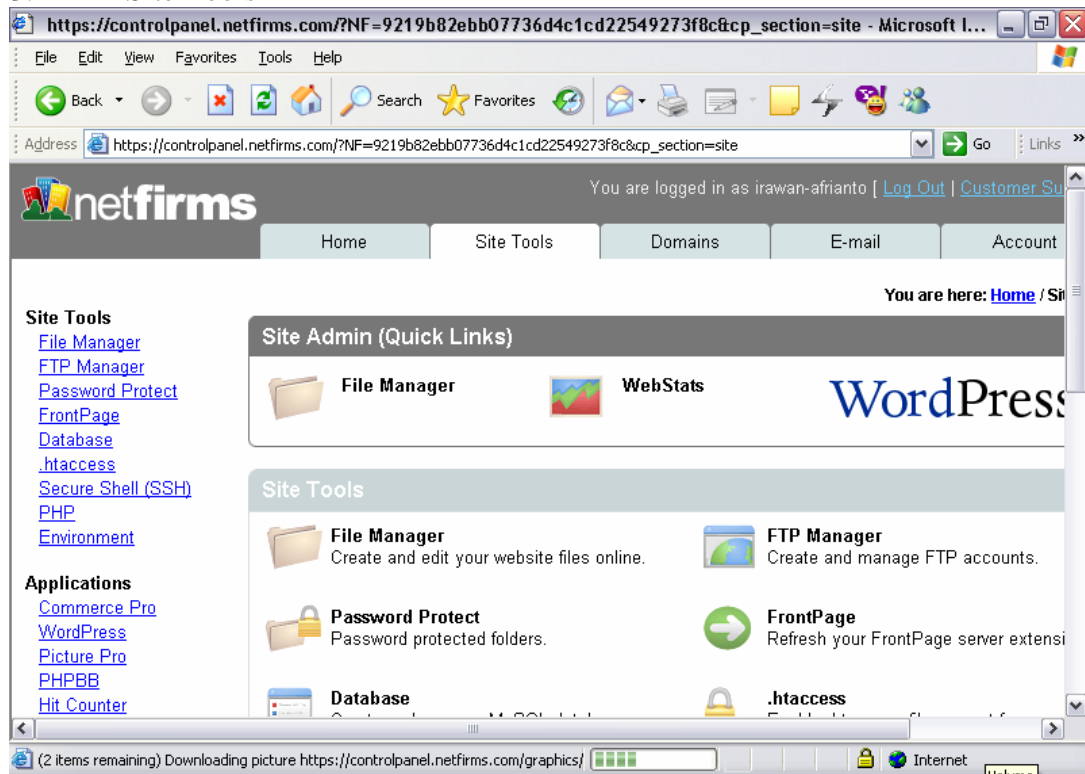 https://controlpanel.netfirms.com/?NF=9219b82ebb07736d4c1cd22549273f8c&cp_section=site - Microsoft I...
File Edit View Favorites Tools Help
Back Search Favorites
Address https://controlpanel.netfirms.com/?NF=9219b82ebb07736d4c1cd22549273f8c&cp_section=site Go Links »
netfirms
You are logged in as irawan-afrianto [ Log Out | Customer Su
Home Site Tools Domains E-mail Account
You are here: Home / Sit
Site Tools
File Manager
FTP Manager
Password Protect
FrontPage
Database
.htaccess
Secure Shell (SSH)
PHP
Environment
Applications
Commerce Pro
WordPress
Picture Pro
PHPBB
Hit Counter
Site Admin (Quick Links)
File Manager WebStats WordPress
Site Tools
File Manager
Create and edit your website files online.
FTP Manager
Create and manage FTP accounts.
Password Protect
Password protected folders.
FrontPage
Refresh your FrontPage server extensi
Database
.htaccess
(2 items remaining) Downloading picture https://controlpanel.netfirms.com/graphics/ Internet